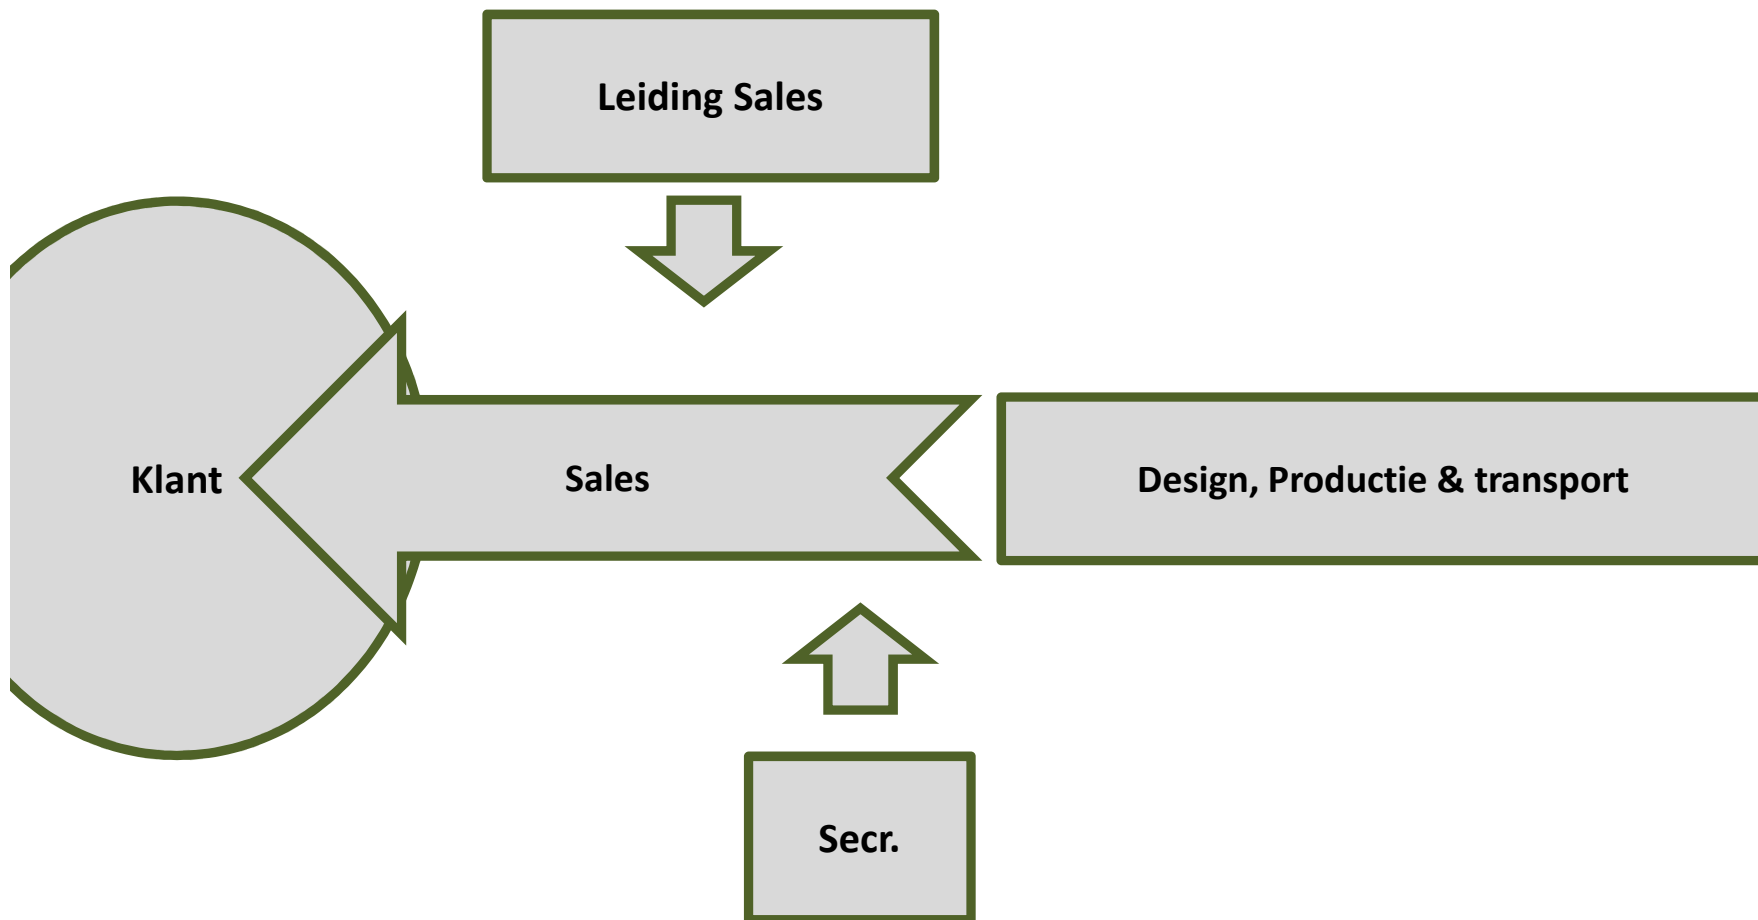 Leiding Sales
Klant
Sales
Design, Productie & transport
Secr.